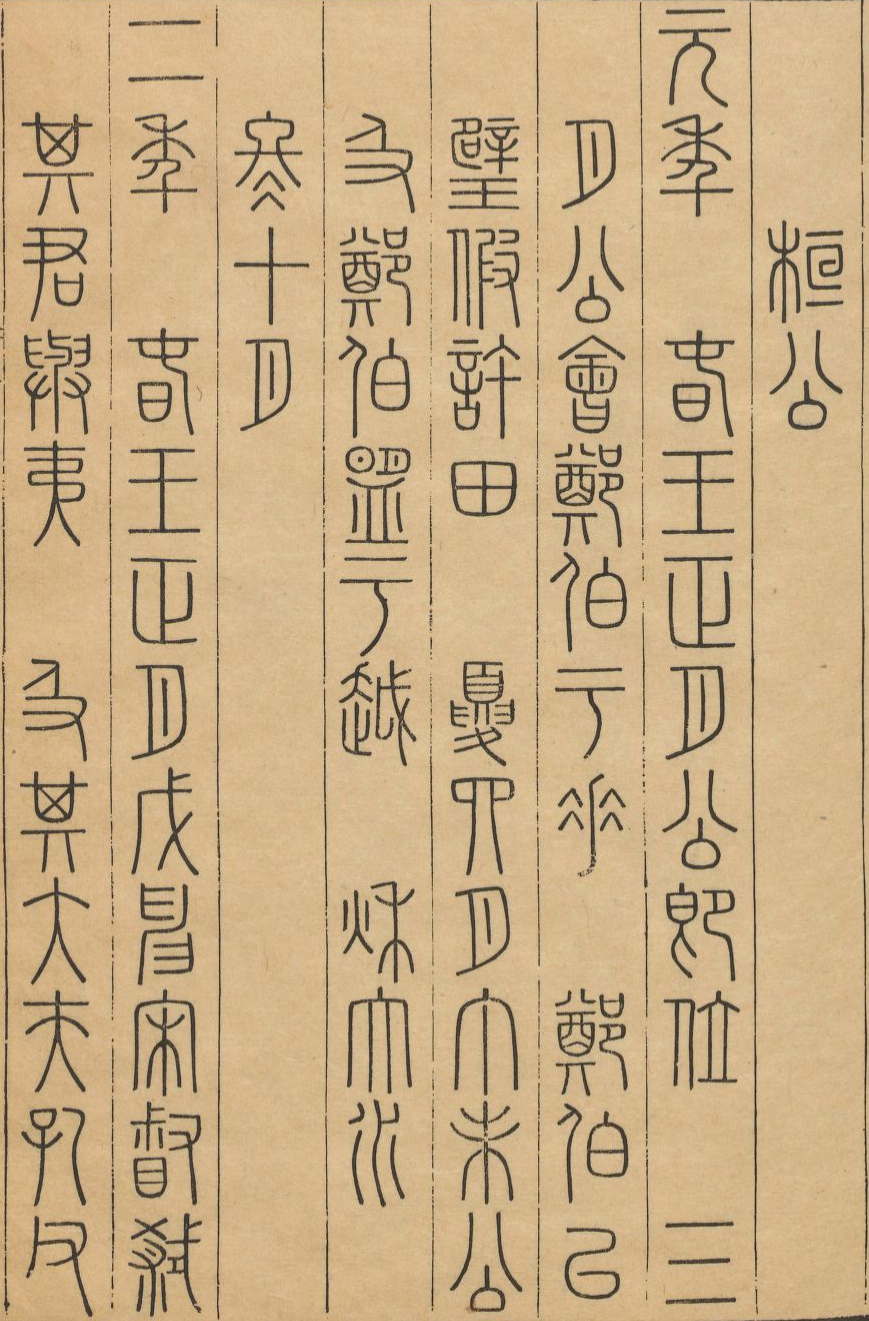 桓公
元年 春王正月公即位 三
月公會鄭伯于垂 鄭伯以
璧假許田 夏四月丁未公
及鄭伯盟于越 秋大水
冬十月
二年 春王正月戊申宋督弒
其君與夷 及其大夫孔父